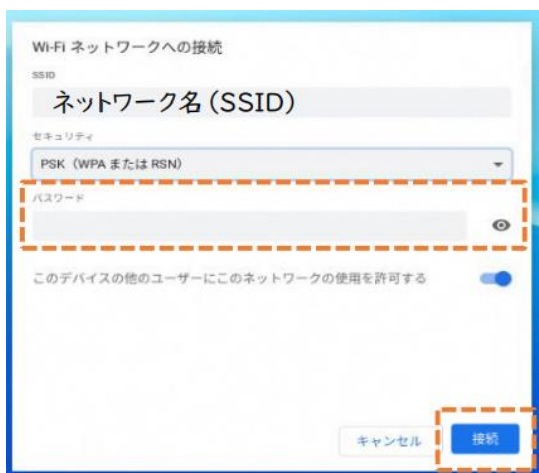 Wi-Fi ネットワークへの接続
SSID
ネットワーク名(SSID)
セキュリティ
PSK(WPA または RSN)
パスワード
このデバイスの他のユーザーにこのネットワークの使用を許可する
キャンセル
接続